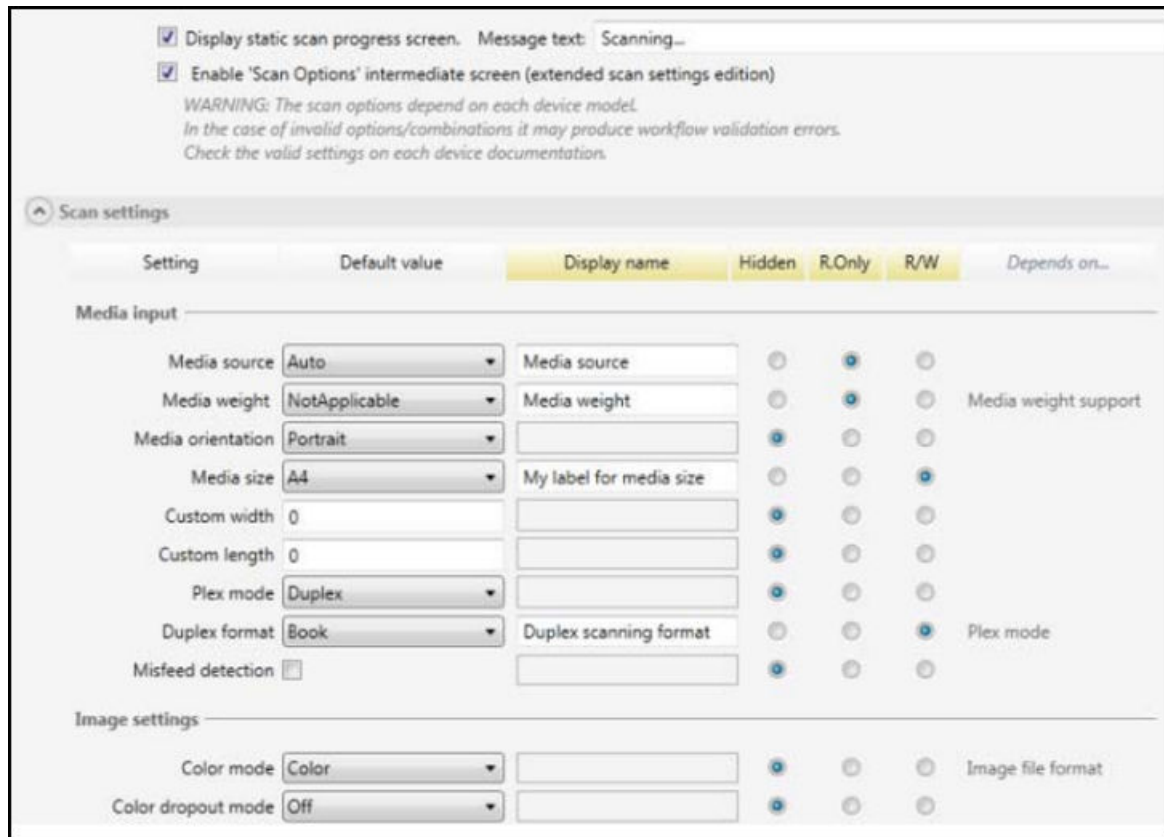 Display static scan progress screen. Message text: Scanning...
Enable 'Scan Options' intermediate screen (extended scan settings edition)
WARNING: The scan options depend on each device model.
In the case of invalid options/combinations it may produce workflow validation errors.
Check the valid settings on each device documentation.
Scan settings
Setting Default value Display name Hidden R.Only R/W Depends on...
Media input
Media source Auto Media source
Media weight NotApplicable Media weight Media weight support
Media orientation Portrait
Media size A4 My label for media size
Custom width 0
Custom length 0
Plex mode Duplex
Duplex format Book Duplex scanning format Plex mode
Misfeed detection
Image settings
Color mode Color Image file format
Color dropout mode Off